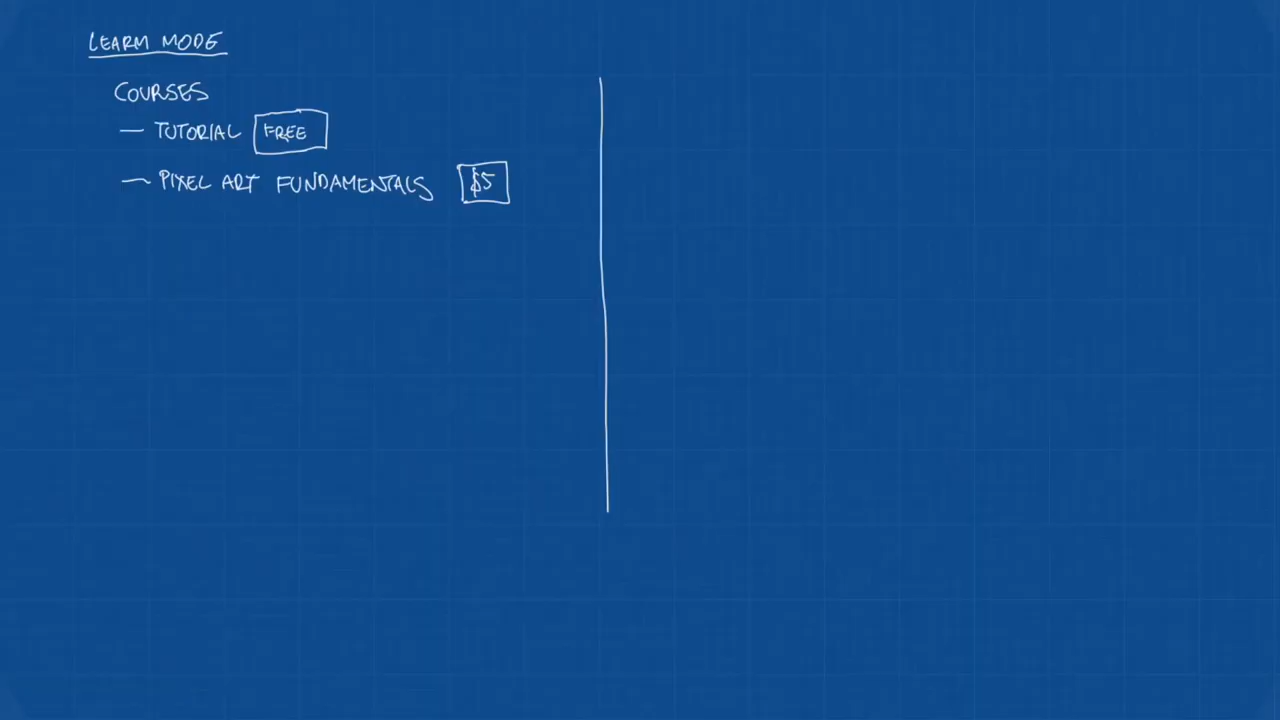 LEARN MODE
COURSES
— TUTORIAL FREE
— PIXEL ART FUNDAMENTALS $5